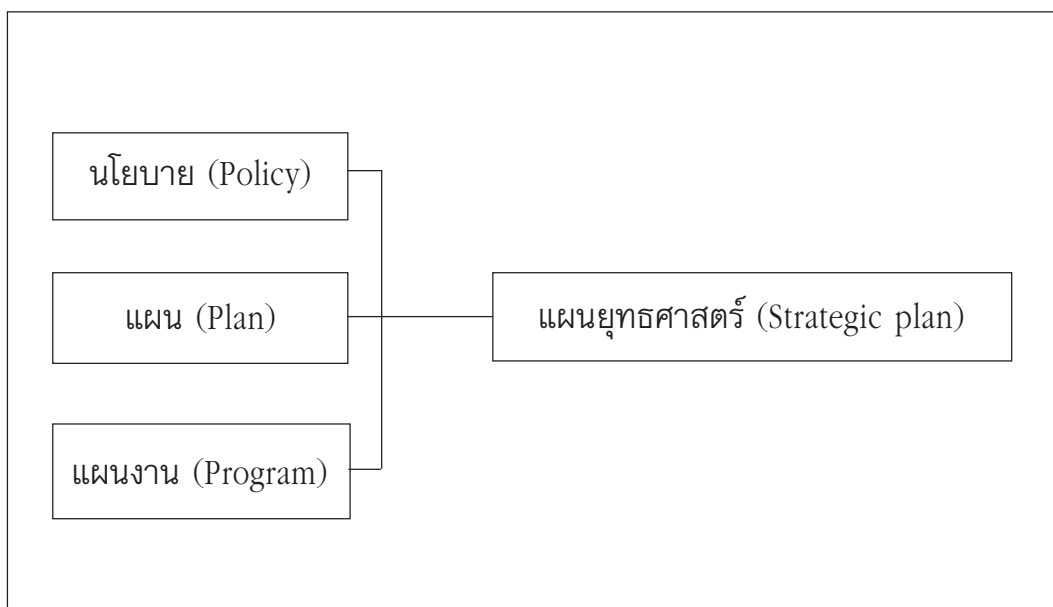 นโยบาย (Policy)
แผน (Plan)
แผนยุทธศาสตร์ (Strategic plan)
แผนงาน (Program)